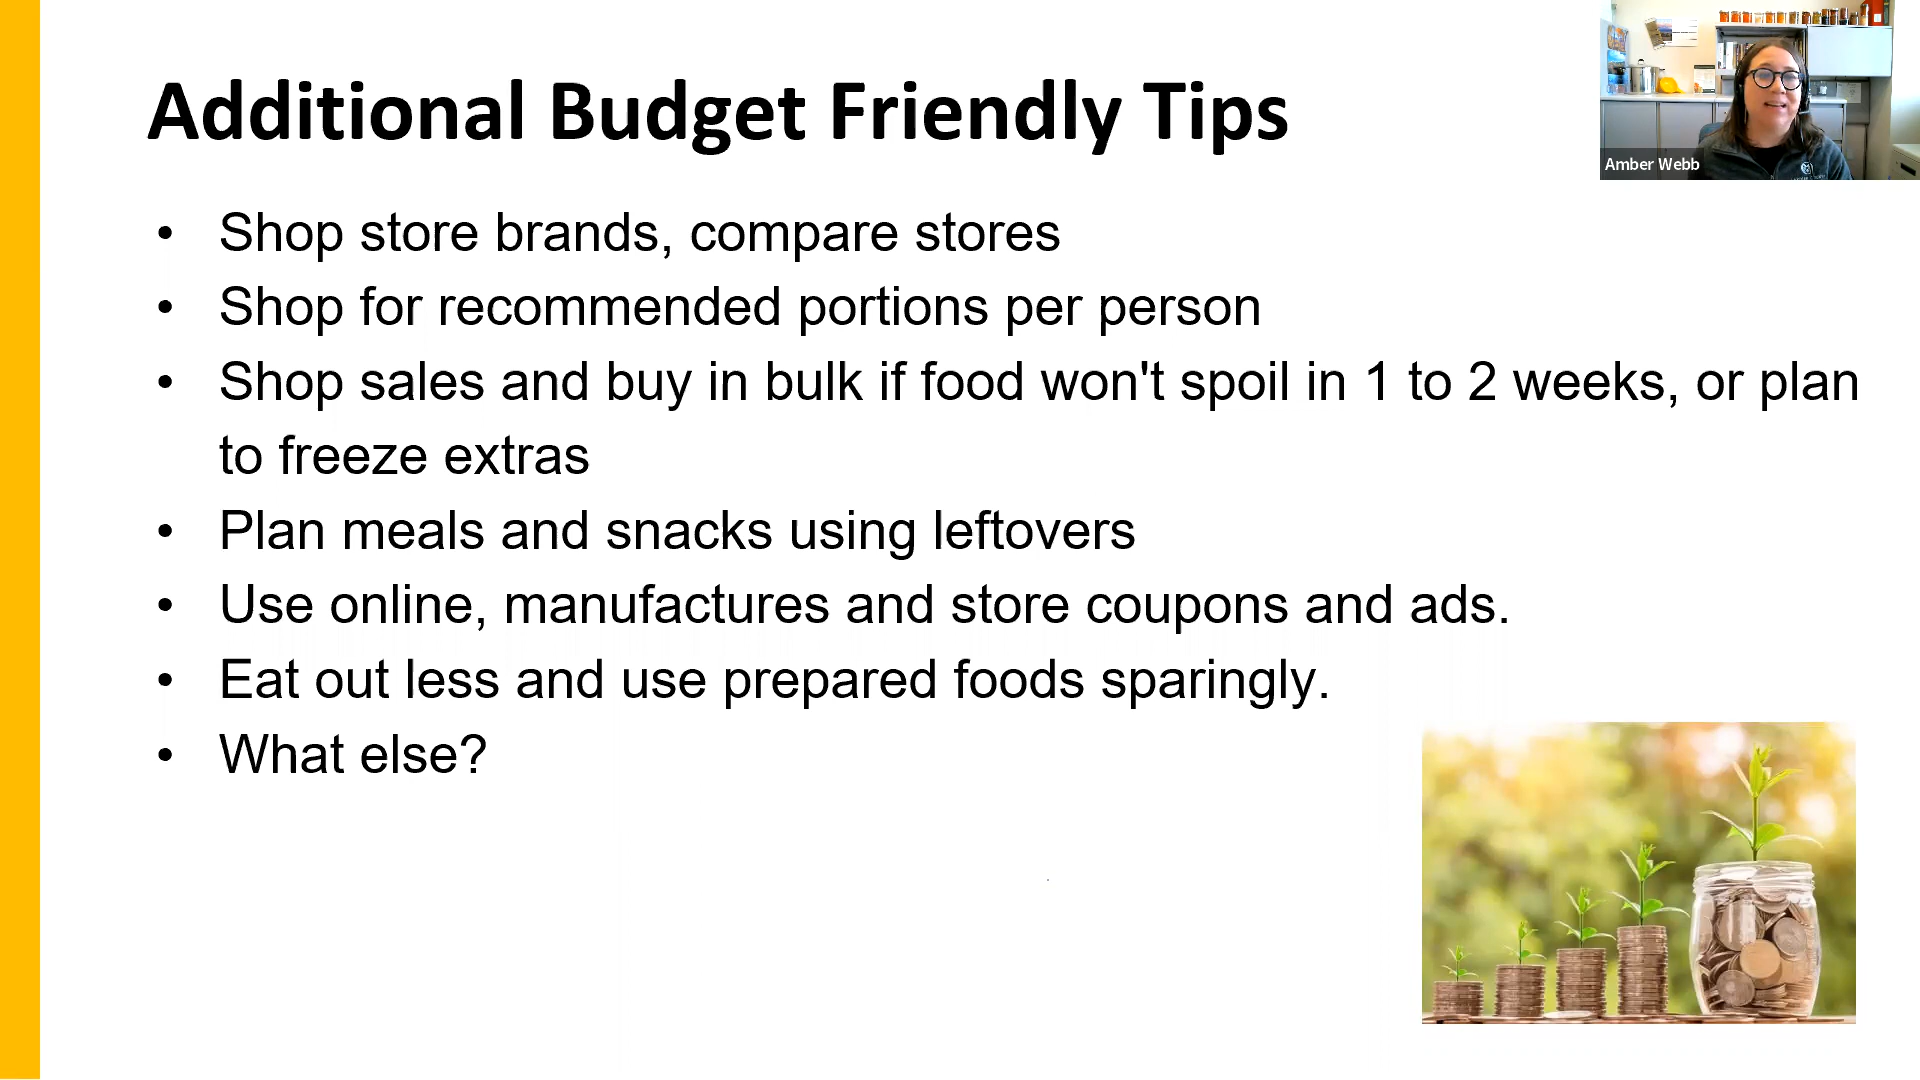 Additional Budget Friendly Tips
Amber Webb
• Shop store brands, compare stores
• Shop for recommended portions per person
• Shop sales and buy in bulk if food won't spoil in 1 to 2 weeks, or plan
to freeze extras
• Plan meals and snacks using leftovers
• Use online, manufactures and store coupons and ads.
• Eat out less and use prepared foods sparingly.
• What else?